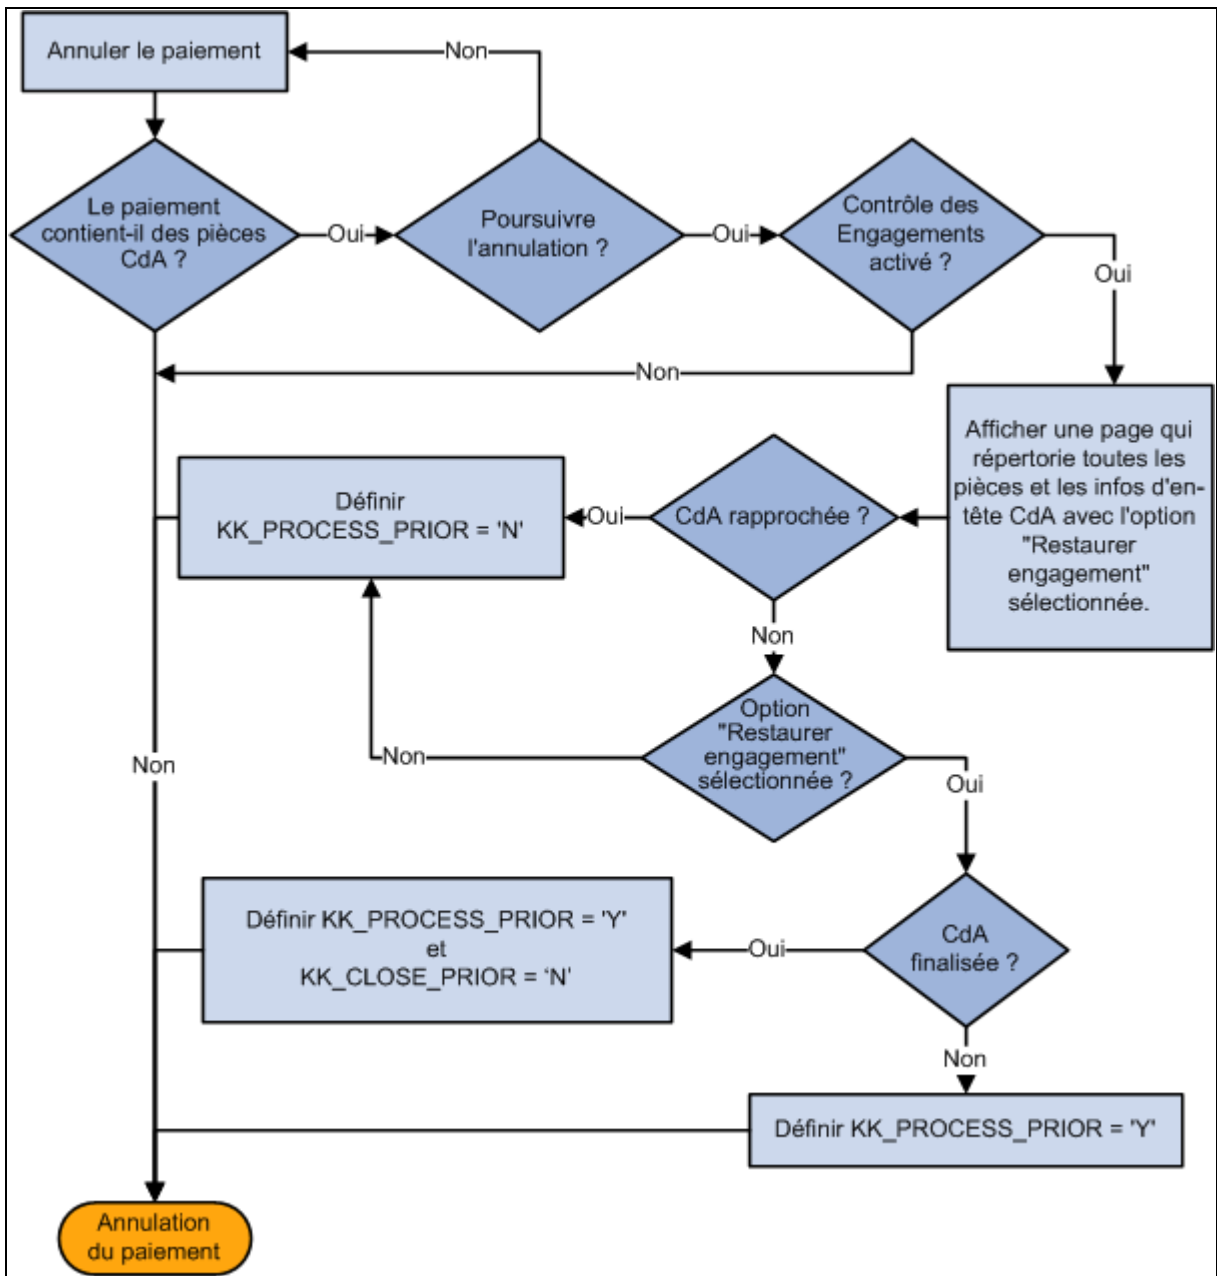 Annuler le paiement
Non
Le paiement
contient-il des pièces
CdA ?
Oui
Poursuivre
l'annulation ?
Oui
Contrôle des
Engagements
activé ?
Oui
Non
Afficher une page qui
répertorie toutes les
pièces et les infos d'en-
tête CdA avec l'option
"Restaurer
engagement"
sélectionnée.
CdA rapprochée ?
Oui
Définir
KK_PROCESS_PRIOR = 'N'
Non
Option
"Restaurer
engagement"
sélectionnée ?
Non
Oui
Non
CdA
finalisée ?
Oui
Définir KK_PROCESS_PRIOR = 'Y'
et
KK_CLOSE_PRIOR = ‘N’
Non
Définir KK_PROCESS_PRIOR = 'Y'
Annulation
du paiement